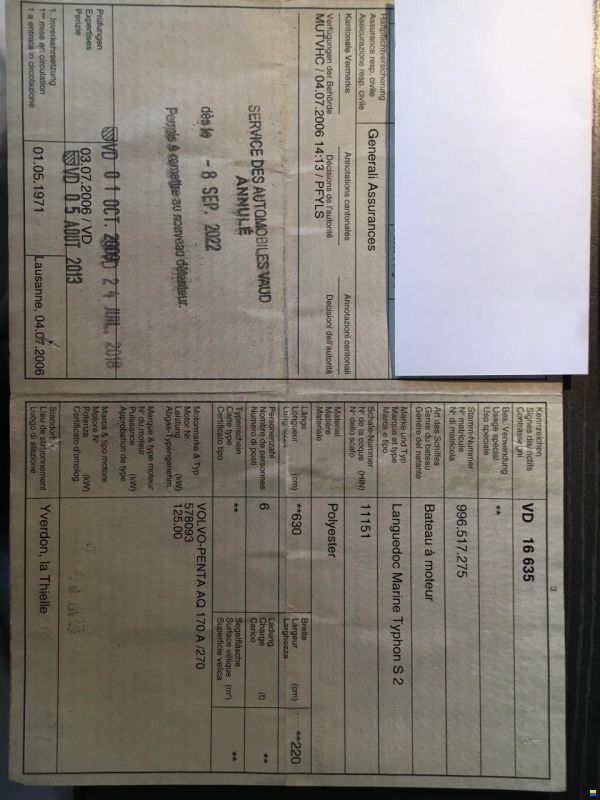 Haftpflichtversicherung
Assurance resp. civile
Assicurazione resp. civile
Generali Assurances
Kantonale Vermerke
Annotations cantonales
Annotazioni cantonali
Verfügungen der Behörde
Décisions de l'autorité
Decisioni dell'autorità
MUTVHC / 04.07.2006 14:13 / PFYLS
SERVICE DES AUTOMOBILES VAUD
ANNULÉ
dès le - 8 SEP. 2022
Permis à remettre au nouveau détenteur.
Prüfungen
Expertises
Perizie
VD 01 OCT. 2009
VD 24 JUIL. 2018
03.07.2006 / VD
VD 05 AOUT 2013
1. Inverkehrsetzung
1ère mise en circulation
1a entrata in circolazione
01.05.1971
Lausanne, 04.07.2006
3
Kennzeichen
Signes distinctifs
Contrassegni
VD 16 635
Bes. Verwendung
Usage spécial
Uso speciale
**
Stamm-Nummer
N° matricule
N° di matricola
996.517.275
Art des Schiffes
Genre du bateau
Genere del natante
Bateau à moteur
Marke und Typ
Marque et type
Marca e tipo
Languedoc Marine Typhon S 2
Schalen-Nummer
N° de la coque (HIN)
N° dello scafo
11151
Material
Matière
Materiale
Polyester
Länge
Longueur (cm)
Lunghezza
**630
Breite
Largeur (cm)
Larghezza
**220
Personenzahl
Nombre de personnes
Numero di posti
6
Ladung
Charge (t)
Carico
**
Typenschein
Carte type
Certificato tipo
**
Segelfläche
Surface vélique (m²)
Superficie velica
**
Motormarke & Typ
Motor Nr.
Leistung (kW)
Abgas-Typengenehm.
VOLVO-PENTA AQ 170 A /270
578093
125.00
Marque & type moteur
N° du moteur
Puissance (kW)
Approbation de type
Marca & tipo motore
Motore N°
Potenza (kW)
Certificato d'omolog.
Standort
Lieu de stationnement
Luogo di stazione
Yverdon, la Thielle